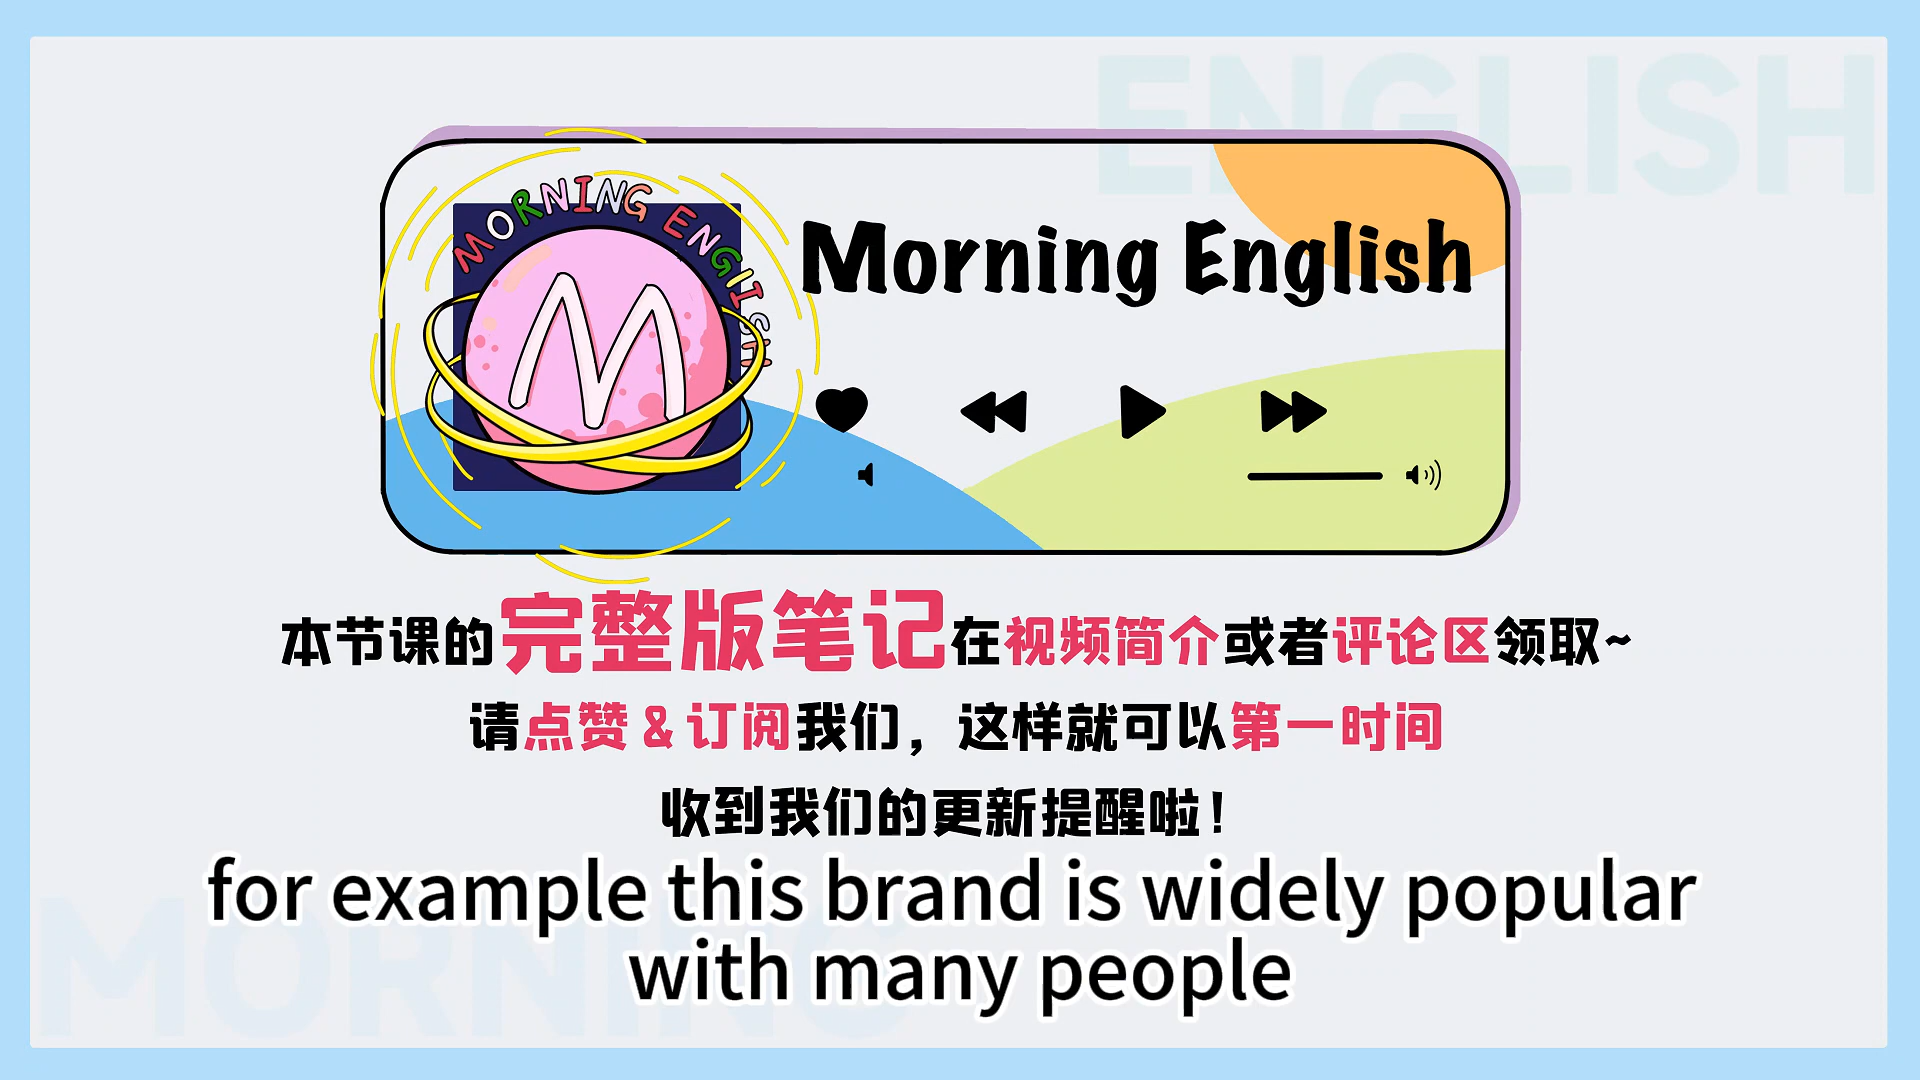 ENGLISH
MORNING ENGLISH
M
Morning English
本节课的完整版笔记在视频简介或者评论区领取~
请点赞&订阅我们，这样就可以第一时间
收到我们的更新提醒啦！
for example this brand is widely popular
with many people
MORNING